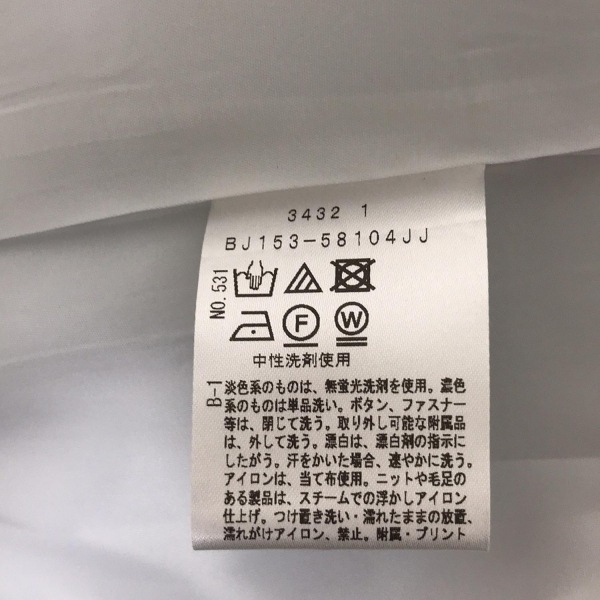 3432 1
BJ153-58104JJ
NO.531
F
W
中性洗剤使用
B-1
淡色系のものは、無蛍光洗剤を使用。濃色
系のものは単品洗い。ボタン、ファスナー
等は、閉じて洗う。取り外し可能な附属品
は、外して洗う。漂白は、漂白剤の指示に
したがう。汗をかいた場合、速やかに洗う。
アイロンは、当て布使用。ニットや毛足の
ある製品は、スチームでの浮かしアイロン
仕上げ。つけ置き洗い・濡れたままの放置、
濡れがけアイロン、禁止。附属・プリント